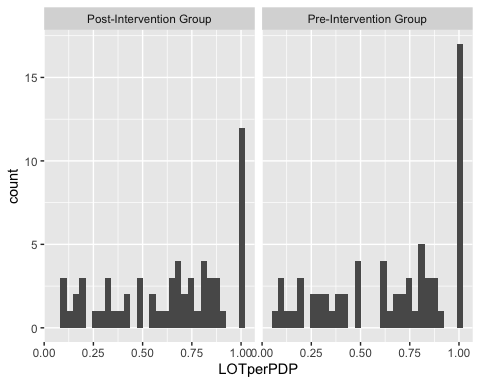 Post-Intervention Group
Pre-Intervention Group
15
10
5
0
0.00 0.25 0.50 0.75 1.00
0.00 0.25 0.50 0.75 1.00
count
LOTperPDP